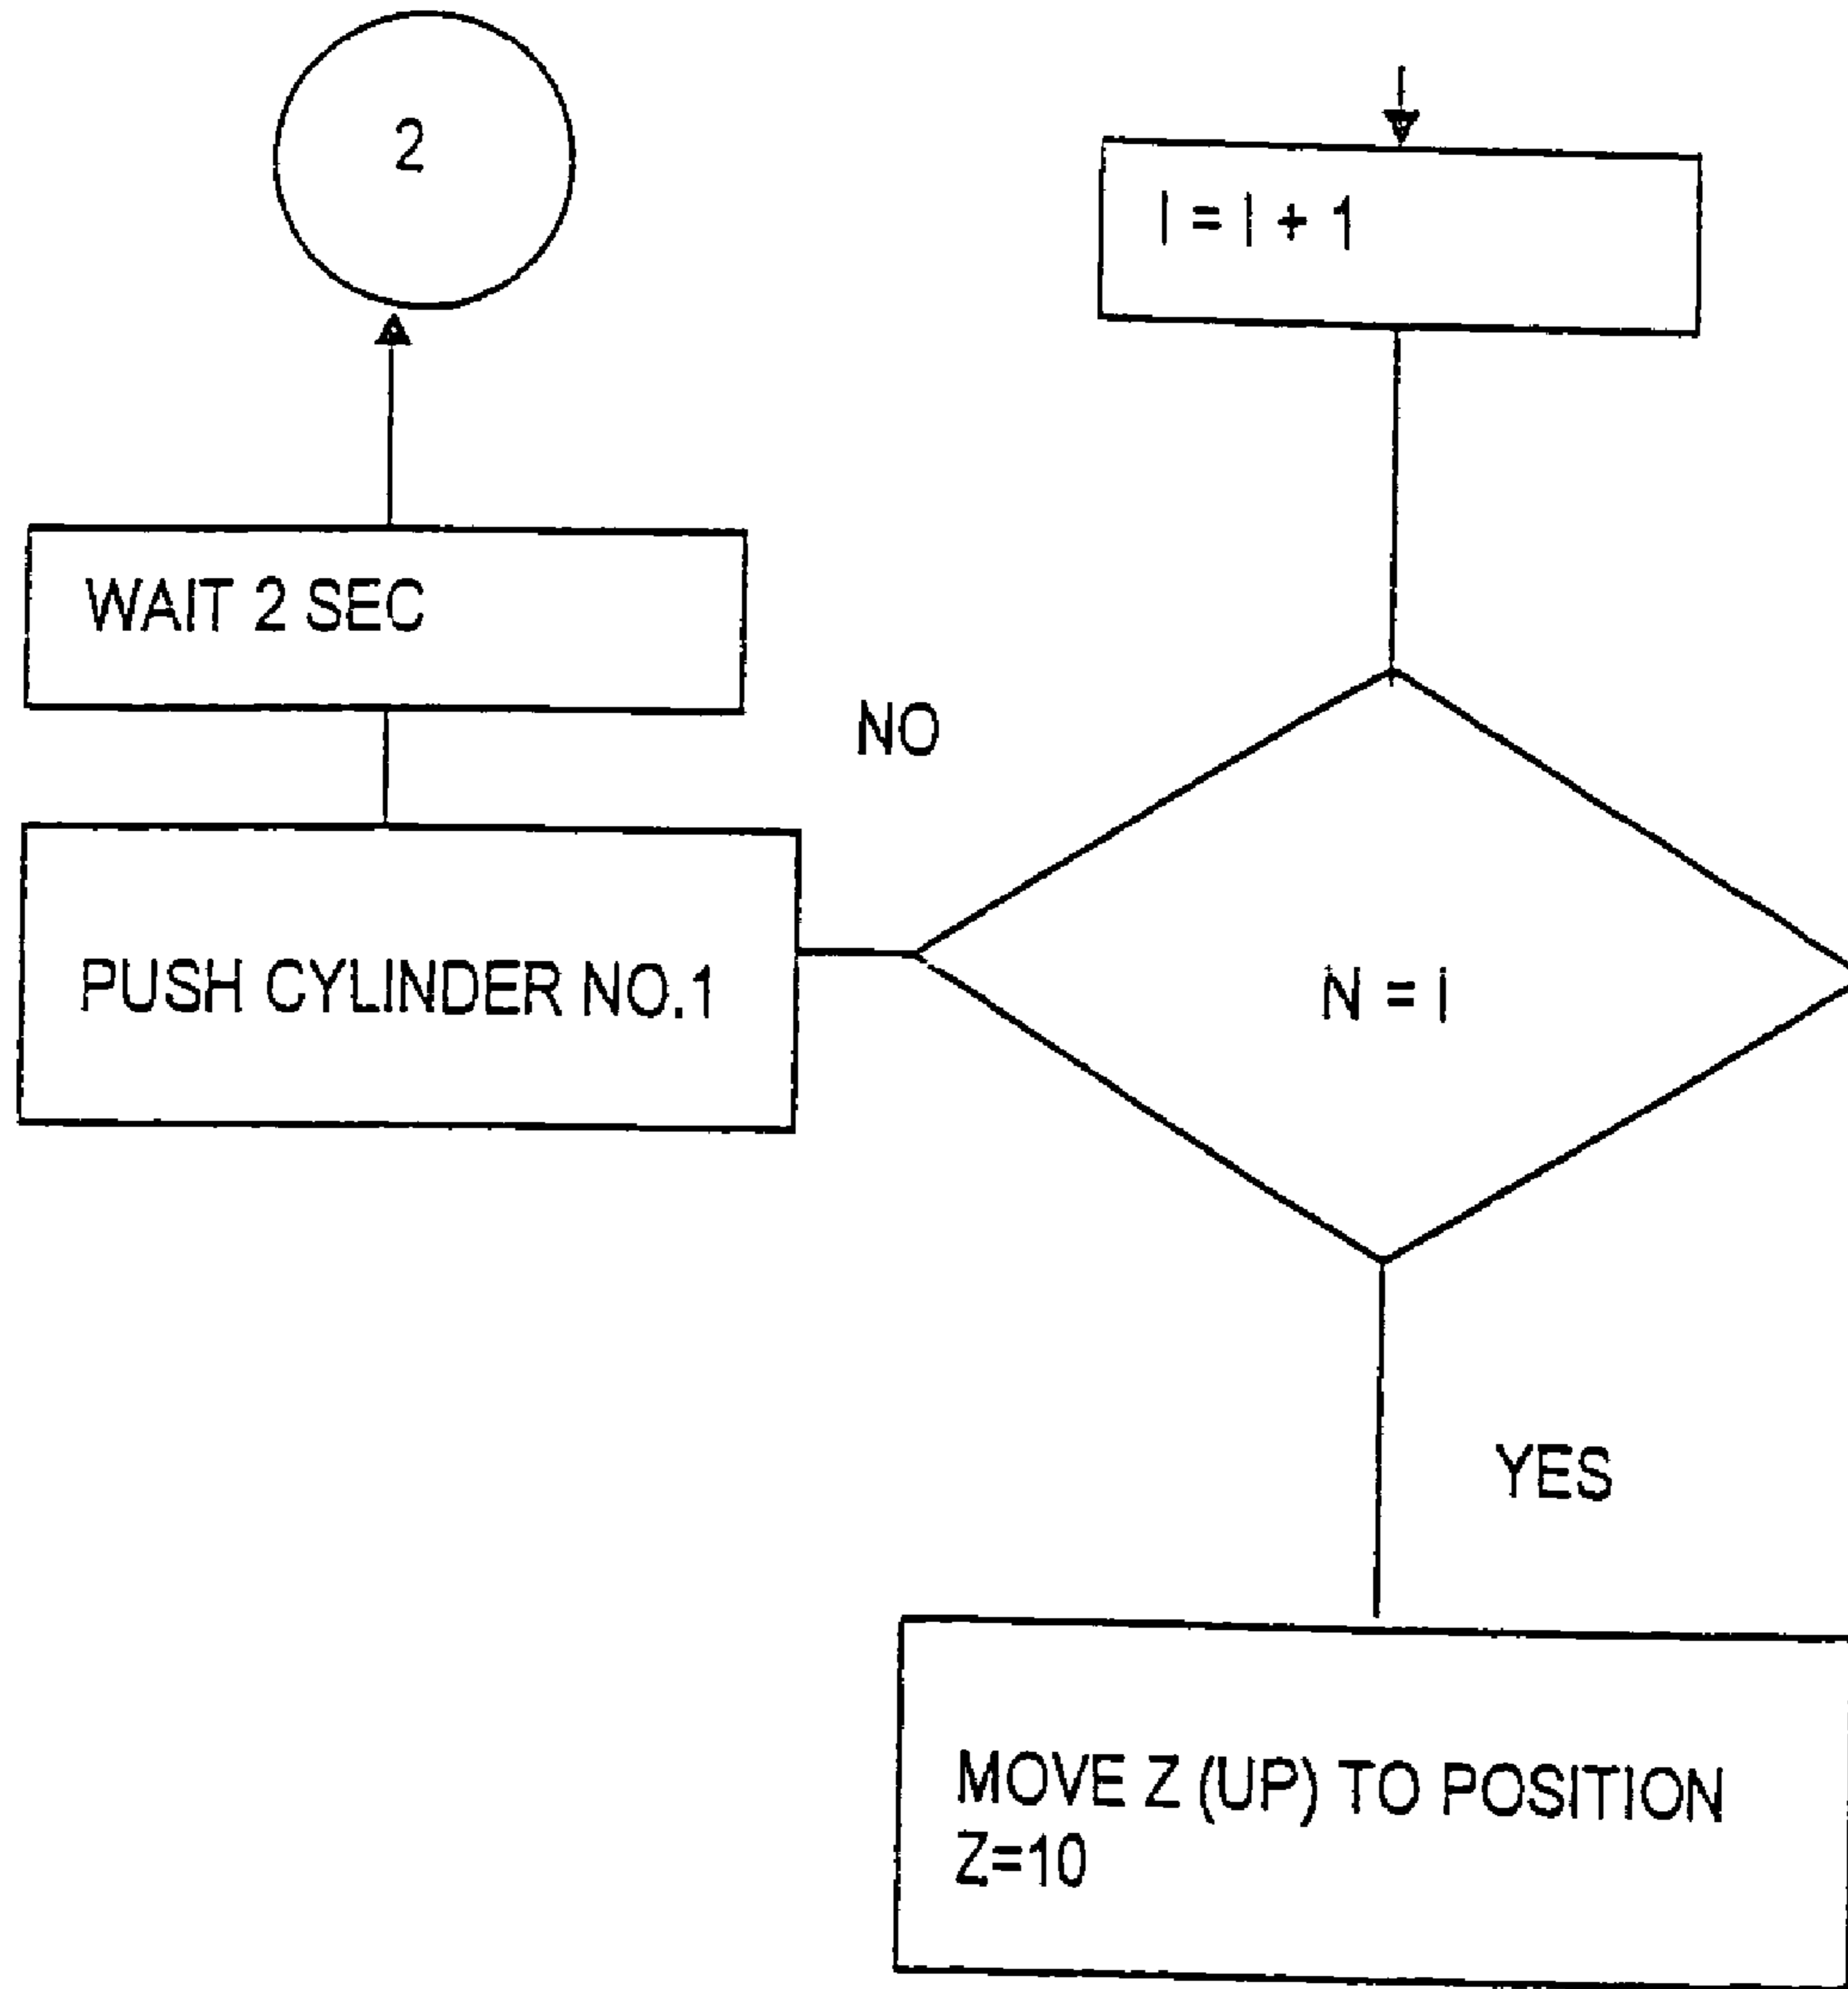 2
I = I + 1
WAIT 2 SEC
NO
PUSH CYLINDER NO.1
N = i
YES
MOVE Z (UP) TO POSITION
Z=10